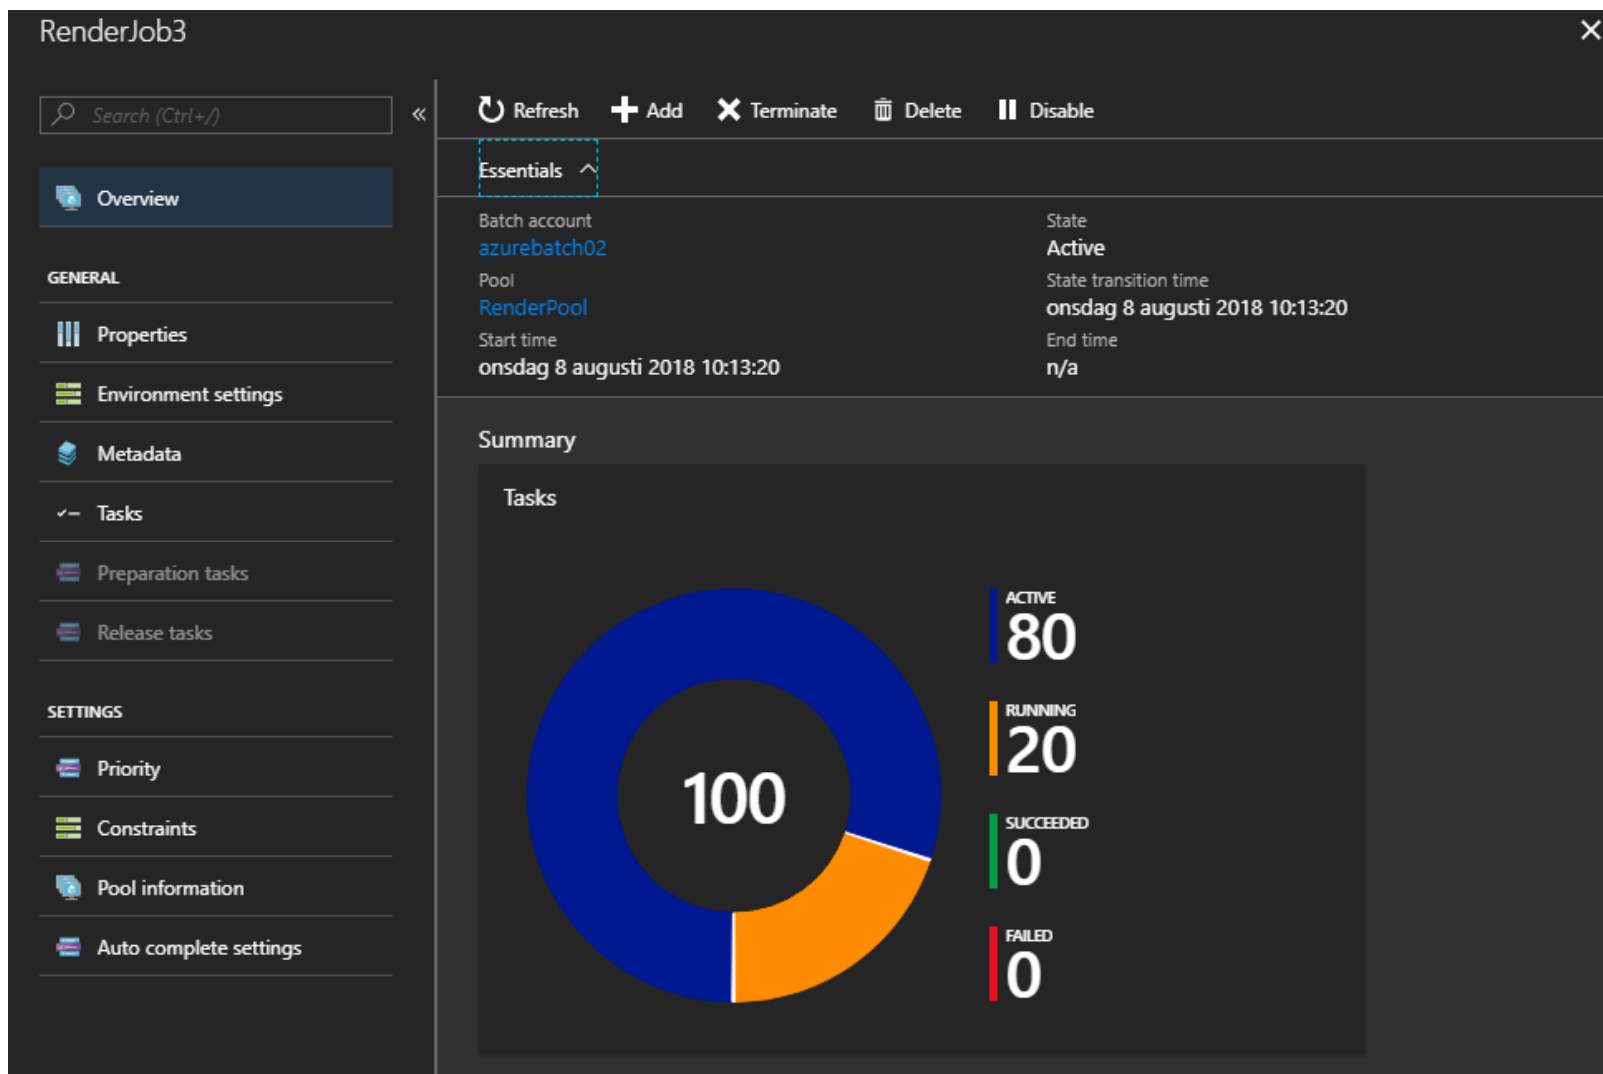 RenderJob3
Search (Ctrl+/)
Overview
GENERAL
Properties
Environment settings
Metadata
Tasks
Preparation tasks
Release tasks
SETTINGS
Priority
Constraints
Pool information
Auto complete settings
Refresh Add Terminate Delete Disable
Essentials
Batch account
azurebatch02
Pool
RenderPool
Start time
onsdag 8 augusti 2018 10:13:20
State
Active
State transition time
onsdag 8 augusti 2018 10:13:20
End time
n/a
Summary
Tasks
100
ACTIVE
80
RUNNING
20
SUCCEEDED
0
FAILED
0